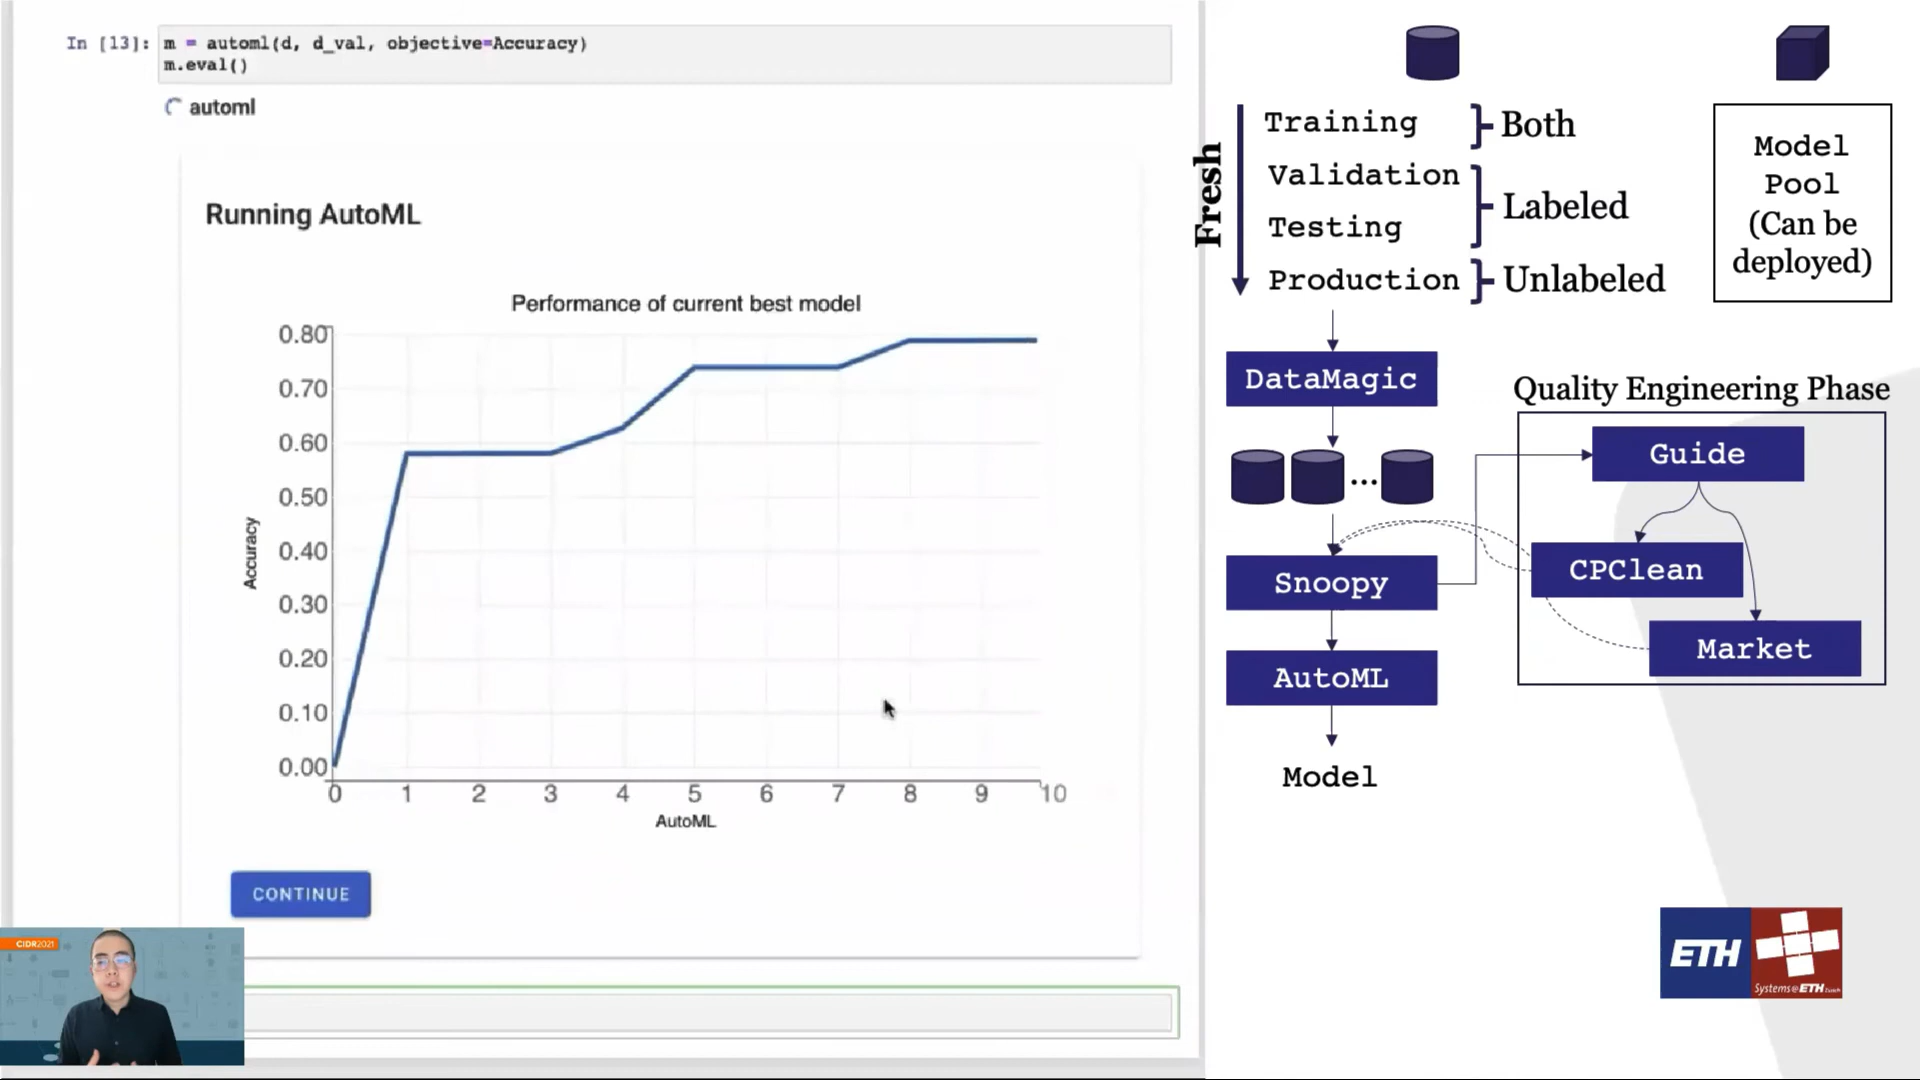 In [13]: m = automl(d, d_val, objective=Accuracy)
m.eval()
automl
Running AutoML
Performance of current best model
0.80
0.70
0.60
0.50
0.40
0.30
0.20
0.10
0.00
Accuracy
0 1 2 3 4 5 6 7 8 9 10
AutoML
CONTINUE
CIDR2021
Fresh
Training
Both
Validation
Labeled
Testing
Production
Unlabeled
Model
Pool
(Can be
deployed)
DataMagic
...
Snoopy
AutoML
Model
Quality Engineering Phase
Guide
CPClean
Market
ETH
Systems@ETH Zürich